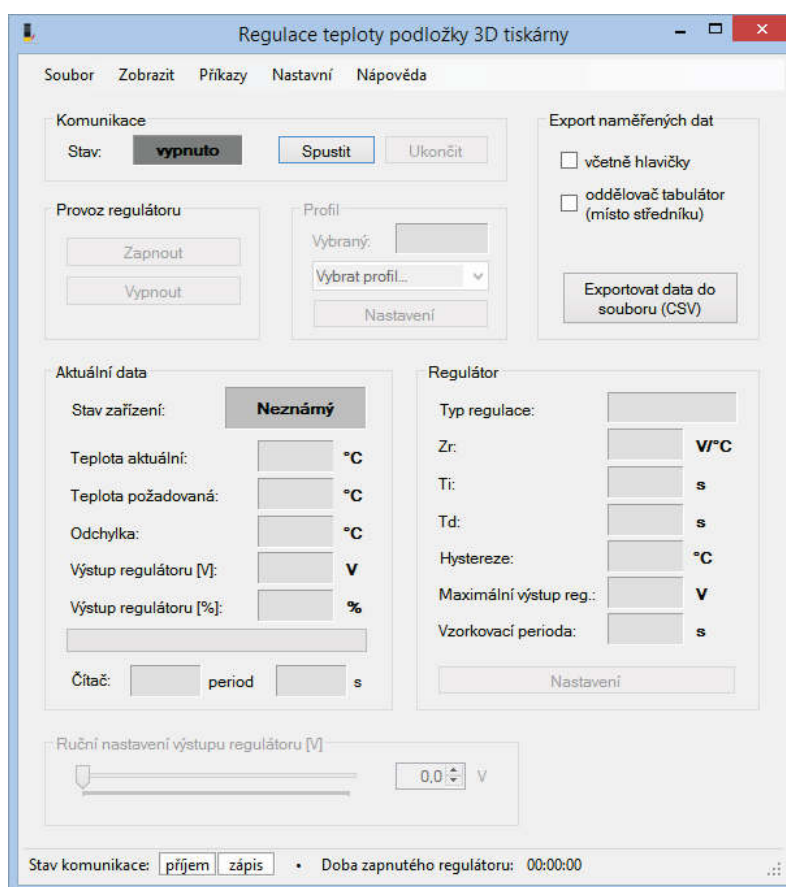 Regulace teploty podložky 3D tiskárny
Soubor Zobrazit Příkazy Nastavní Nápověda
Komunikace
Stav: vypnuto Spustit Ukončit
Export naměřených dat
včetně hlavičky
oddělovač tabulátor
(místo středníku)
Exportovat data do
souboru (CSV)
Provoz regulátoru
Zapnout
Vypnout
Profil
Vybraný:
Vybrat profil...
Nastavení
Aktuální data
Stav zařízení: Neznámý
Teplota aktuální: °C
Teplota požadovaná: °C
Odchylka: °C
Výstup regulátoru [V]: V
Výstup regulátoru [%]: %
Čítač: period s
Regulátor
Typ regulace:
Zr: V/°C
Ti: s
Td: s
Hystereze: °C
Maximální výstup reg.: V
Vzorkovací perioda: s
Nastavení
Ruční nastavení výstupu regulátoru [V]
0,0 V
Stav komunikace: příjem zápis • Doba zapnutého regulátoru: 00:00:00